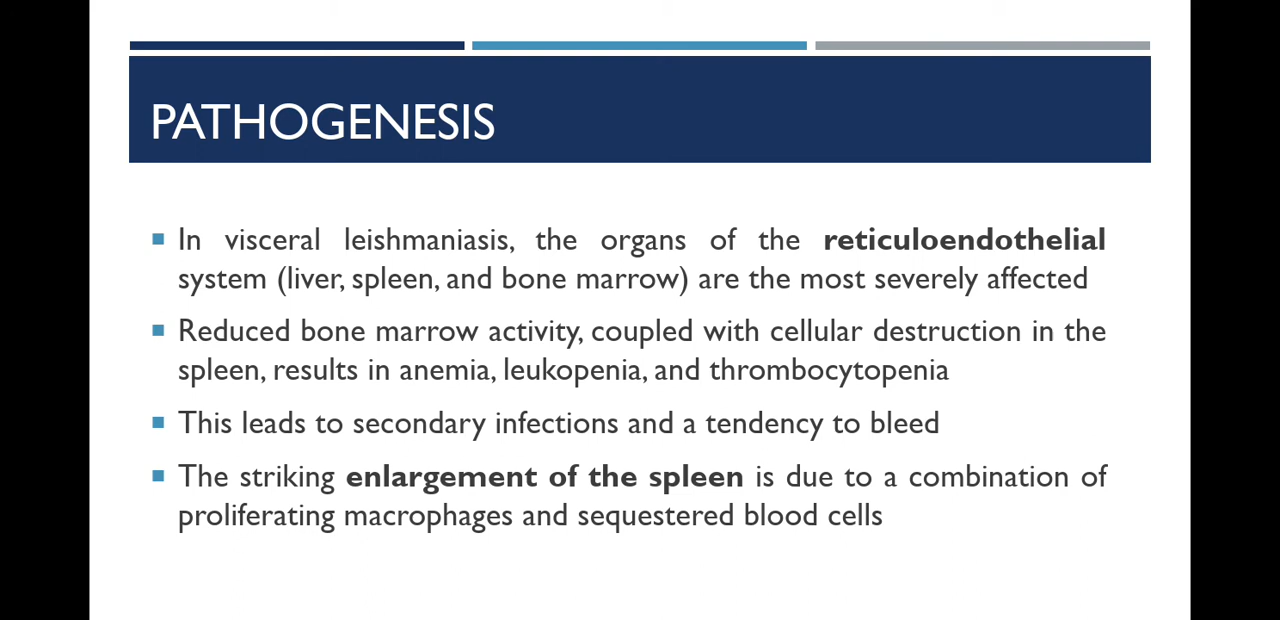 PATHOGENESIS
In visceral leishmaniasis, the organs of the reticuloendothelial
system (liver, spleen, and bone marrow) are the most severely affected
Reduced bone marrow activity, coupled with cellular destruction in the
spleen, results in anemia, leukopenia, and thrombocytopenia
This leads to secondary infections and a tendency to bleed
The striking enlargement of the spleen is due to a combination of
proliferating macrophages and sequestered blood cells